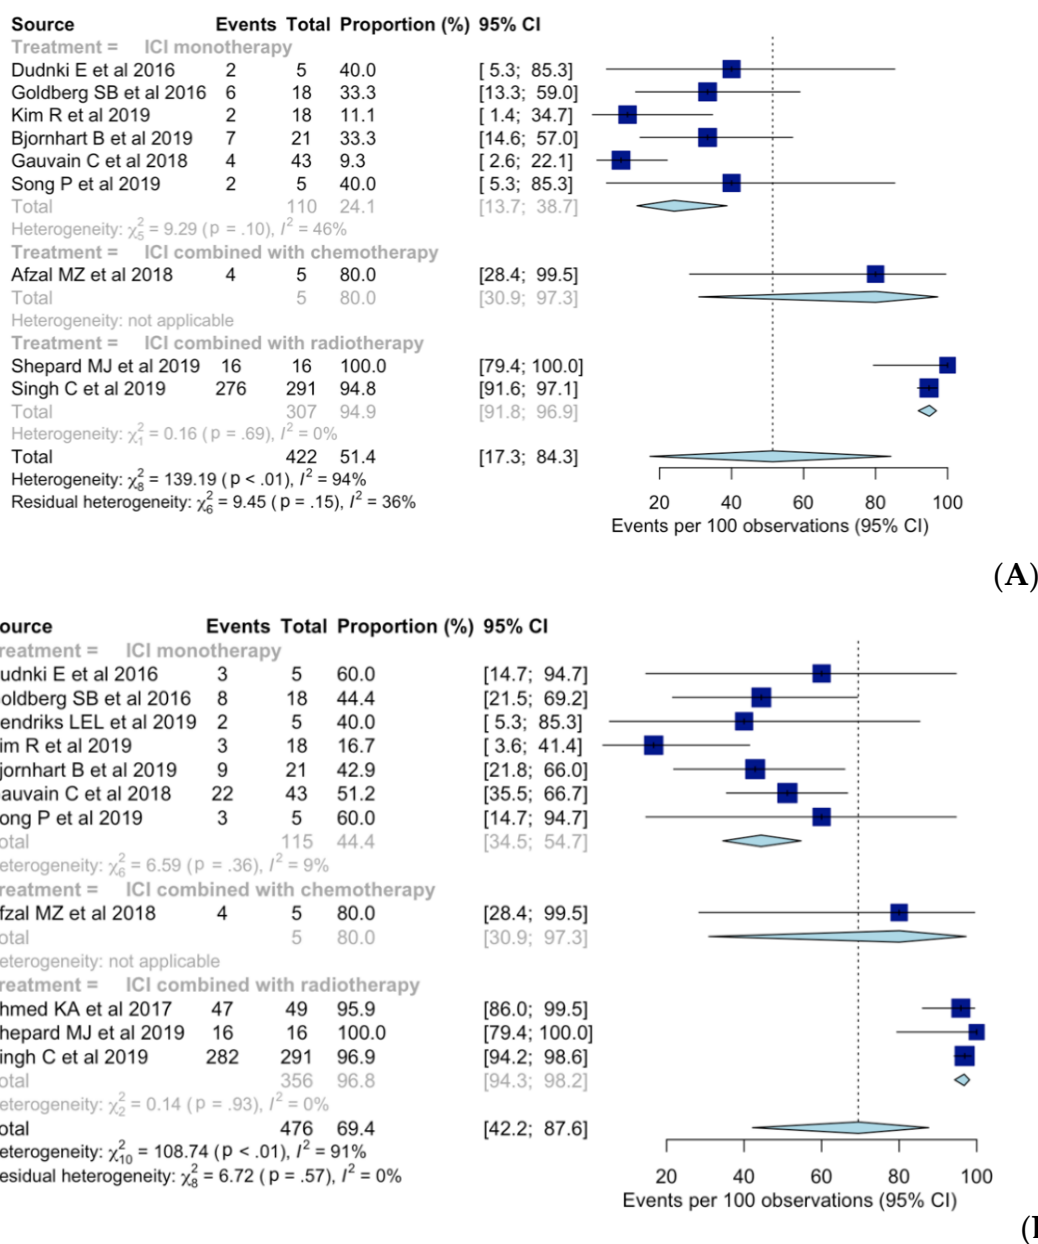 Source Events Total Proportion (%) 95% CI
Treatment = ICI monotherapy
Dudnki E et al 2016 2 5 40.0 [ 5.3; 85.3]
Goldberg SB et al 2016 6 18 33.3 [13.3; 59.0]
Kim R et al 2019 2 18 11.1 [ 1.4; 34.7]
Bjornhart B et al 2019 7 21 33.3 [14.6; 57.0]
Gauvain C et al 2018 4 43 9.3 [ 2.6; 22.1]
Song P et al 2019 2 5 40.0 [ 5.3; 85.3]
Total 110 24.1 [13.7; 38.7]
Heterogeneity: χ²₅ = 9.29 (p = .10), I² = 46%
Treatment = ICI combined with chemotherapy
Afzal MZ et al 2018 4 5 80.0 [28.4; 99.5]
Total 5 80.0 [30.9; 97.3]
Heterogeneity: not applicable
Treatment = ICI combined with radiotherapy
Shepard MJ et al 2019 16 16 100.0 [79.4; 100.0]
Singh C et al 2019 276 291 94.8 [91.6; 97.1]
Total 307 94.9 [91.8; 96.9]
Heterogeneity: χ²₁ = 0.16 (p = .69), I² = 0%
Total 422 51.4 [17.3; 84.3]
Heterogeneity: χ²₈ = 139.19 (p < .01), I² = 94%
Residual heterogeneity: χ²₆ = 9.45 (p = .15), I² = 36%
20 40 60 80 100
Events per 100 observations (95% CI)
(A)
ource Events Total Proportion (%) 95% CI
reatment = ICI monotherapy
udnki E et al 2016 3 5 60.0 [14.7; 94.7]
oldberg SB et al 2016 8 18 44.4 [21.5; 69.2]
endriks LEL et al 2019 2 5 40.0 [ 5.3; 85.3]
im R et al 2019 3 18 16.7 [ 3.6; 41.4]
jornhart B et al 2019 9 21 42.9 [21.8; 66.0]
auvain C et al 2018 22 43 51.2 [35.5; 66.7]
ong P et al 2019 3 5 60.0 [14.7; 94.7]
otal 115 44.4 [34.5; 54.7]
eterogeneity: χ²₆ = 6.59 (p = .36), I² = 9%
reatment = ICI combined with chemotherapy
fzal MZ et al 2018 4 5 80.0 [28.4; 99.5]
otal 5 80.0 [30.9; 97.3]
eterogeneity: not applicable
reatment = ICI combined with radiotherapy
hmed KA et al 2017 47 49 95.9 [86.0; 99.5]
hepard MJ et al 2019 16 16 100.0 [79.4; 100.0]
ingh C et al 2019 282 291 96.9 [94.2; 98.6]
otal 356 96.8 [94.3; 98.2]
eterogeneity: χ²₂ = 0.14 (p = .93), I² = 0%
otal 476 69.4 [42.2; 87.6]
eterogeneity: χ²₁₀ = 108.74 (p < .01), I² = 91%
esidual heterogeneity: χ²₈ = 6.72 (p = .57), I² = 0%
20 40 60 80 100
Events per 100 observations (95% CI)